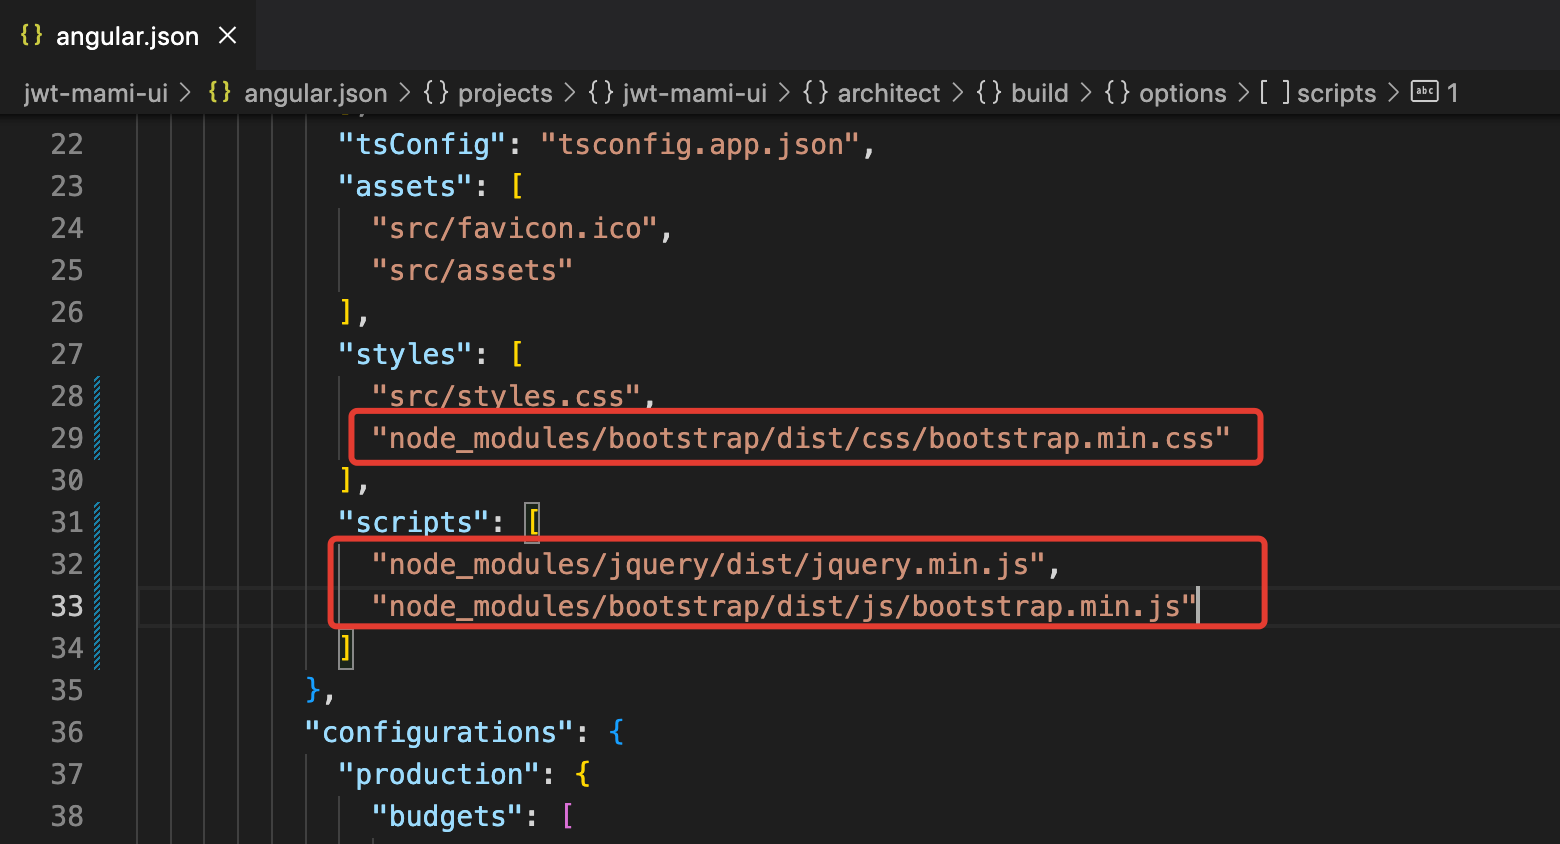 {} angular.json ×
jwt-mami-ui > {} angular.json > {} projects > {} jwt-mami-ui > {} architect > {} build > {} options > [ ] scripts > abc 1
22 "tsConfig": "tsconfig.app.json",
23 "assets": [
24 "src/favicon.ico",
25 "src/assets"
26 ],
27 "styles": [
28 "src/styles.css",
29 "node_modules/bootstrap/dist/css/bootstrap.min.css"
30 ],
31 "scripts": [
32 "node_modules/jquery/dist/jquery.min.js",
33 "node_modules/bootstrap/dist/js/bootstrap.min.js"
34 ]
35 },
36 "configurations": {
37 "production": {
38 "budgets": [